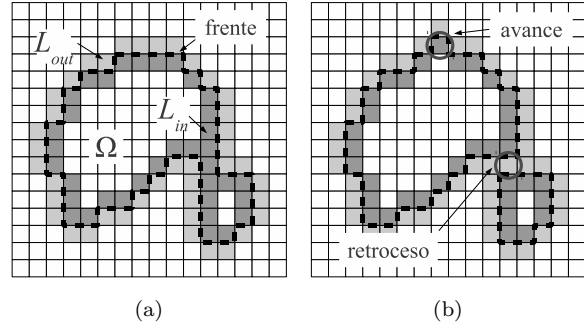 frente
L_out
L_in
Ω
(a)
avance
retroceso
(b)